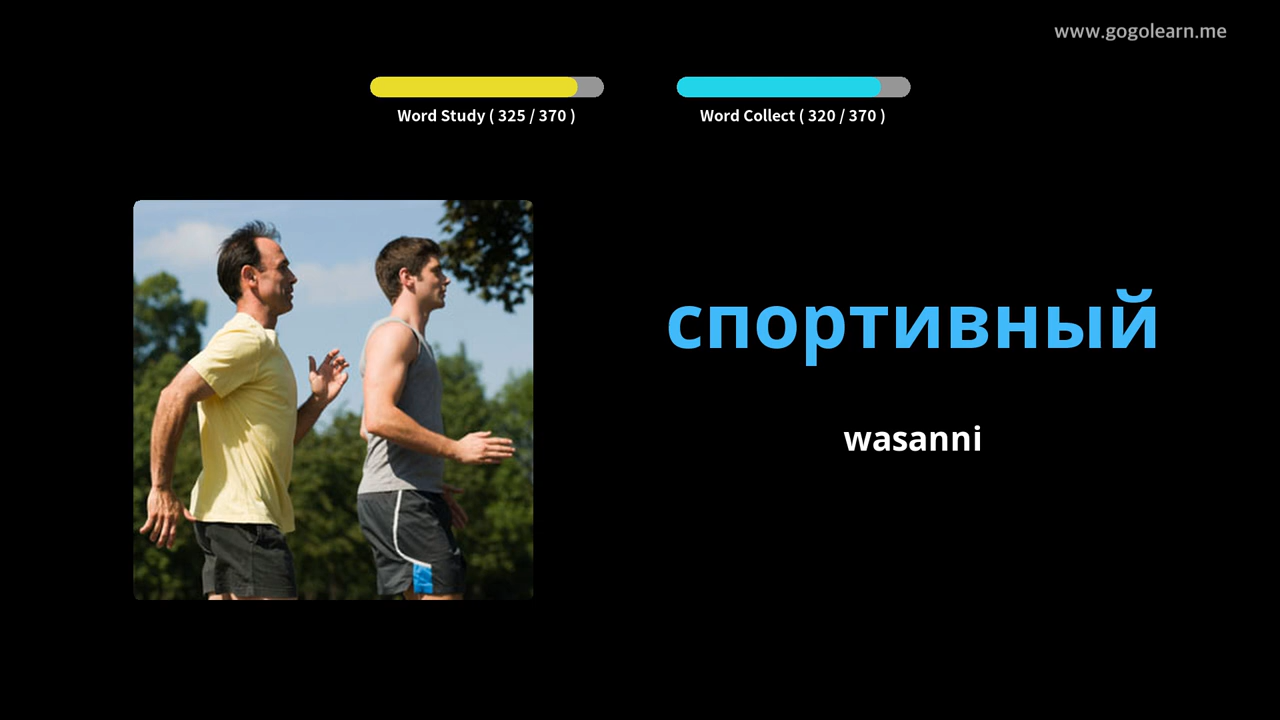 www.gogolearn.me
Word Study ( 325 / 370 )
Word Collect ( 320 / 370 )
спортивный
wasanni